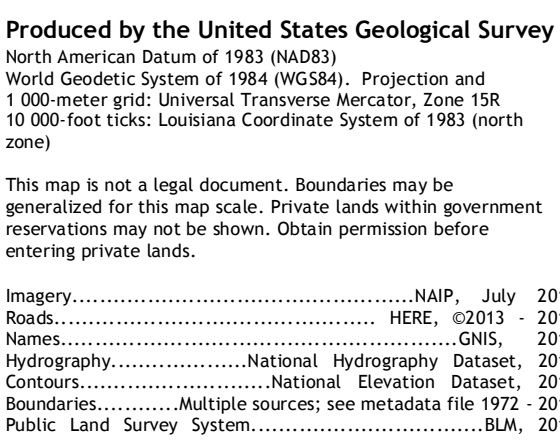 Produced by the United States Geological Survey
North American Datum of 1983 (NAD83)
World Geodetic System of 1984 (WGS84).  Projection and
1 000-meter grid: Universal Transverse Mercator, Zone 15R
10 000-foot ticks: Louisiana Coordinate System of 1983 (north
zone)
This map is not a legal document. Boundaries may be
generalized for this map scale. Private lands within government
reservations may not be shown. Obtain permission before
entering private lands.
Imagery.............................................NAIP, July
Roads.......................................... HERE, ©2013 -
Names....................................................GNIS,
Hydrography..................National Hydrography Dataset,
Contours.........................National Elevation Dataset,
Boundaries...........Multiple sources; see metadata file 1972 -
Public Land Survey System...............................BLM,